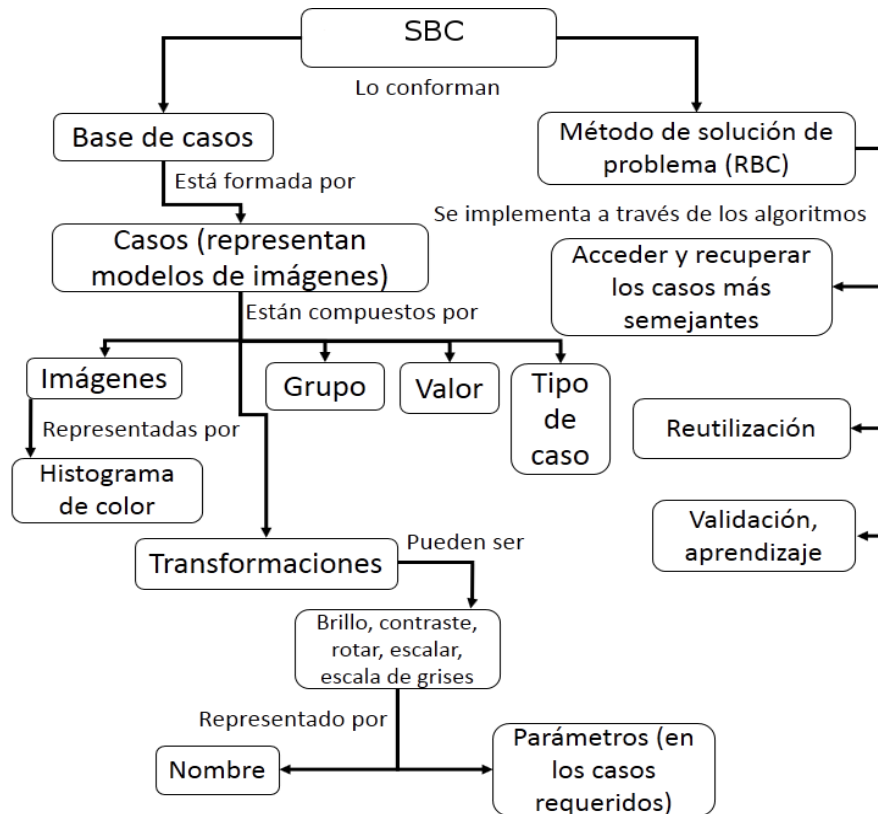 SBC
Lo conforman
Base de casos
Método de solución de
problema (RBC)
Está formada por
Se implementa a través de los algoritmos
Casos (representan
modelos de imágenes)
Acceder y recuperar
los casos más
semejantes
Están compuestos por
Imágenes
Grupo
Valor
Tipo
de
caso
Representadas por
Reutilización
Histograma
de color
Validación,
aprendizaje
Transformaciones
Pueden ser
Brillo, contraste,
rotar, escalar,
escala de grises
Representado por
Nombre
Parámetros (en
los casos
requeridos)